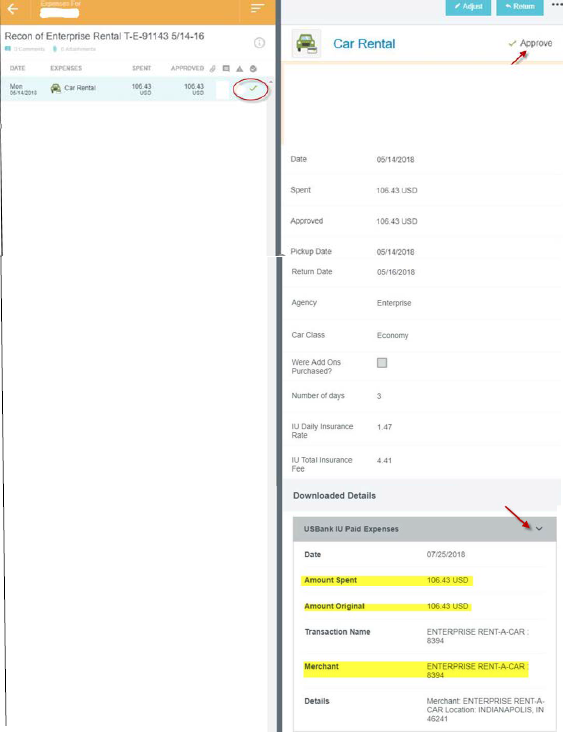 Expenses For
Adjust
Return
Recon of Enterprise Rental T-E-91143 5/14-16
0 Comments
0 Attachments
DATE EXPENSES SPENT APPROVED
Mon
05/14/2018
Car Rental
106.43
USD
106.43
USD
Car Rental
Approve
Date 05/14/2018
Spent 106.43 USD
Approved 106.43 USD
Pickup Date 05/14/2018
Return Date 05/16/2018
Agency Enterprise
Car Class Economy
Were Add Ons
Purchased?
Number of days 3
IU Daily Insurance
Rate
1.47
IU Total Insurance
Fee
4.41
Downloaded Details
USBank IU Paid Expenses
Date 07/25/2018
Amount Spent 106.43 USD
Amount Original 106.43 USD
Transaction Name ENTERPRISE RENT-A-CAR :
8394
Merchant ENTERPRISE RENT-A-CAR :
8394
Details Merchant: ENTERPRISE RENT-A-
CAR Location: INDIANAPOLIS, IN
46241